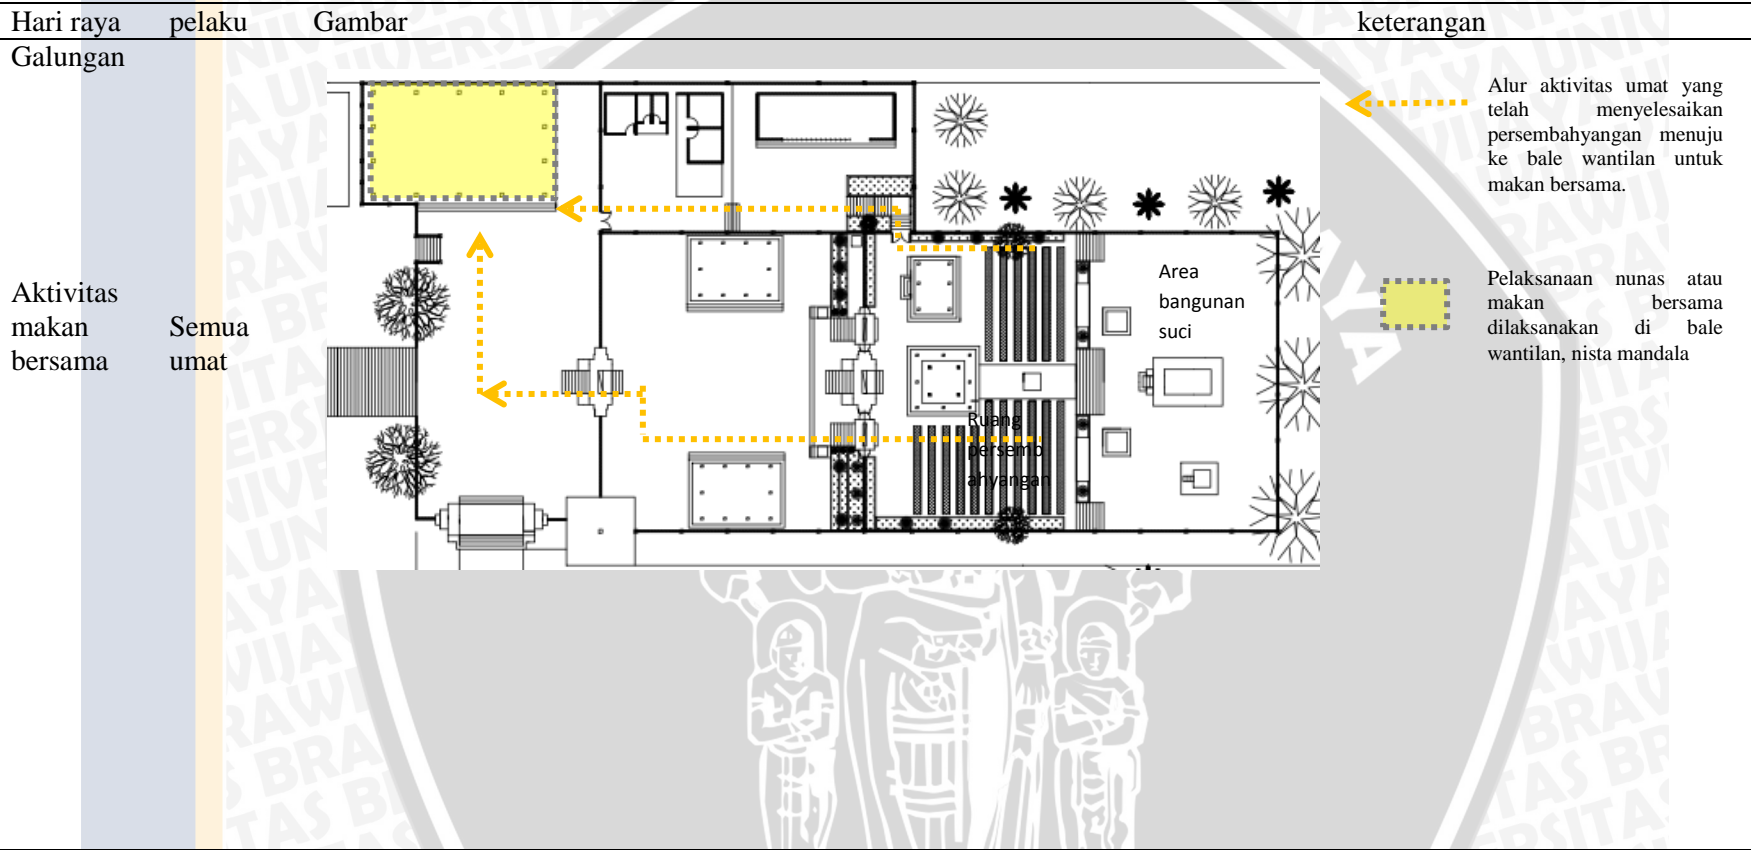 Hari raya pelaku Gambar keterangan
Galungan
Aktivitas
makan
bersama
Semua
umat
Area
bangunan
suci
Ruang
persemb
ahyangan
Alur aktivitas umat yang
telah menyelesaikan
persembahyangan menuju
ke bale wantilan untuk
makan bersama.
Pelaksanaan nunas atau
makan bersama
dilaksanakan di bale
wantilan, nista mandala